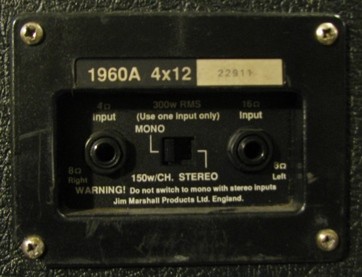 1960A 4x12 22911
4Ω 300w RMS 16Ω
Input (Use one input only) Input
MONO
8Ω 8Ω
Right 150w/CH. STEREO Left
WARNING! Do not switch to mono with stereo inputs
Jim Marshall Products Ltd. England.